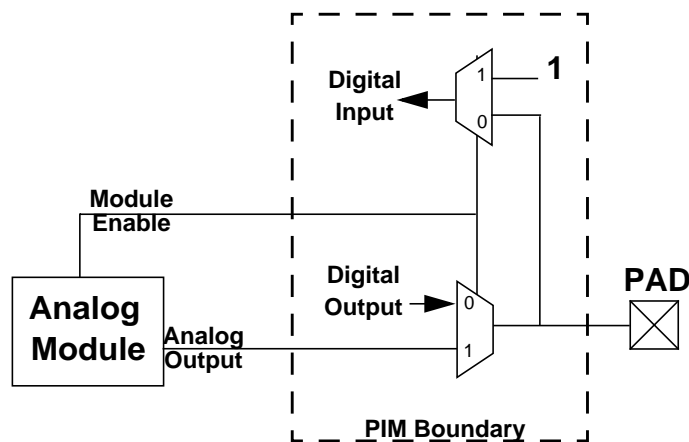 Digital
Input
1
1
0
Module
Enable
Digital
Output
0
1
PAD
Analog
Module
Analog
Output
PIM Boundary